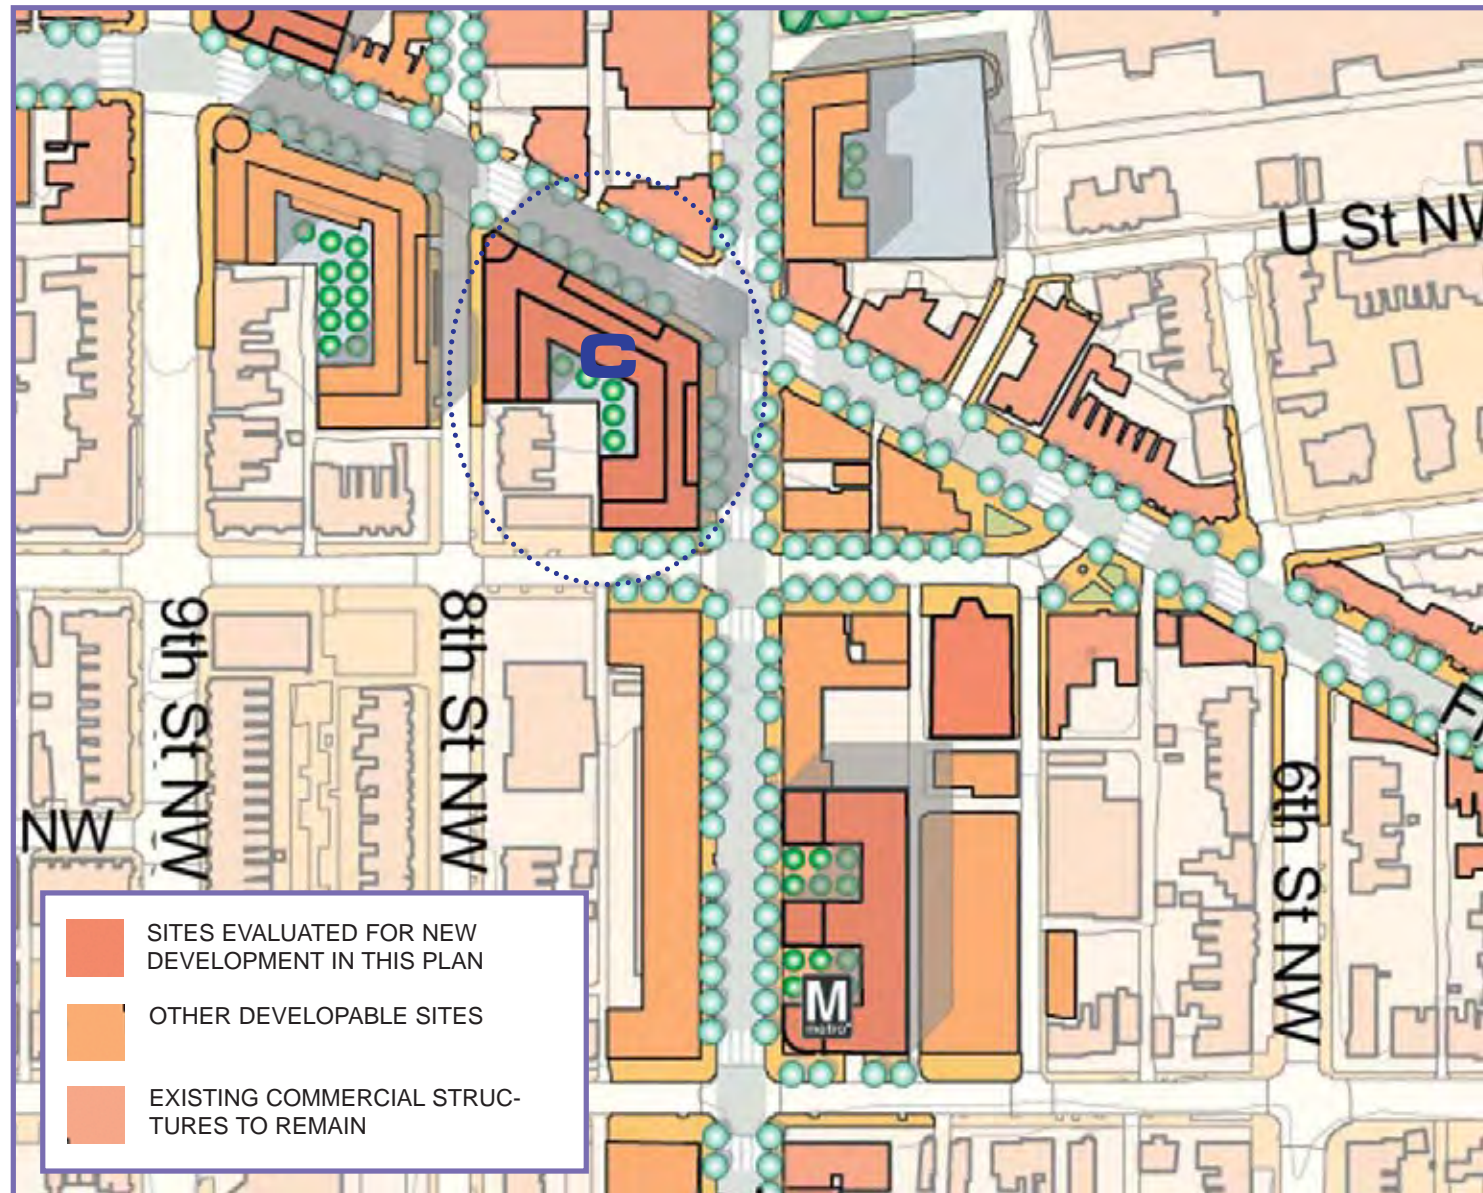 U St NW
C
9th St NW
8th St NW
6th St NW
NW
M
metro
SITES EVALUATED FOR NEW
DEVELOPMENT IN THIS PLAN
OTHER DEVELOPABLE SITES
EXISTING COMMERCIAL STRUC-
TURES TO REMAIN